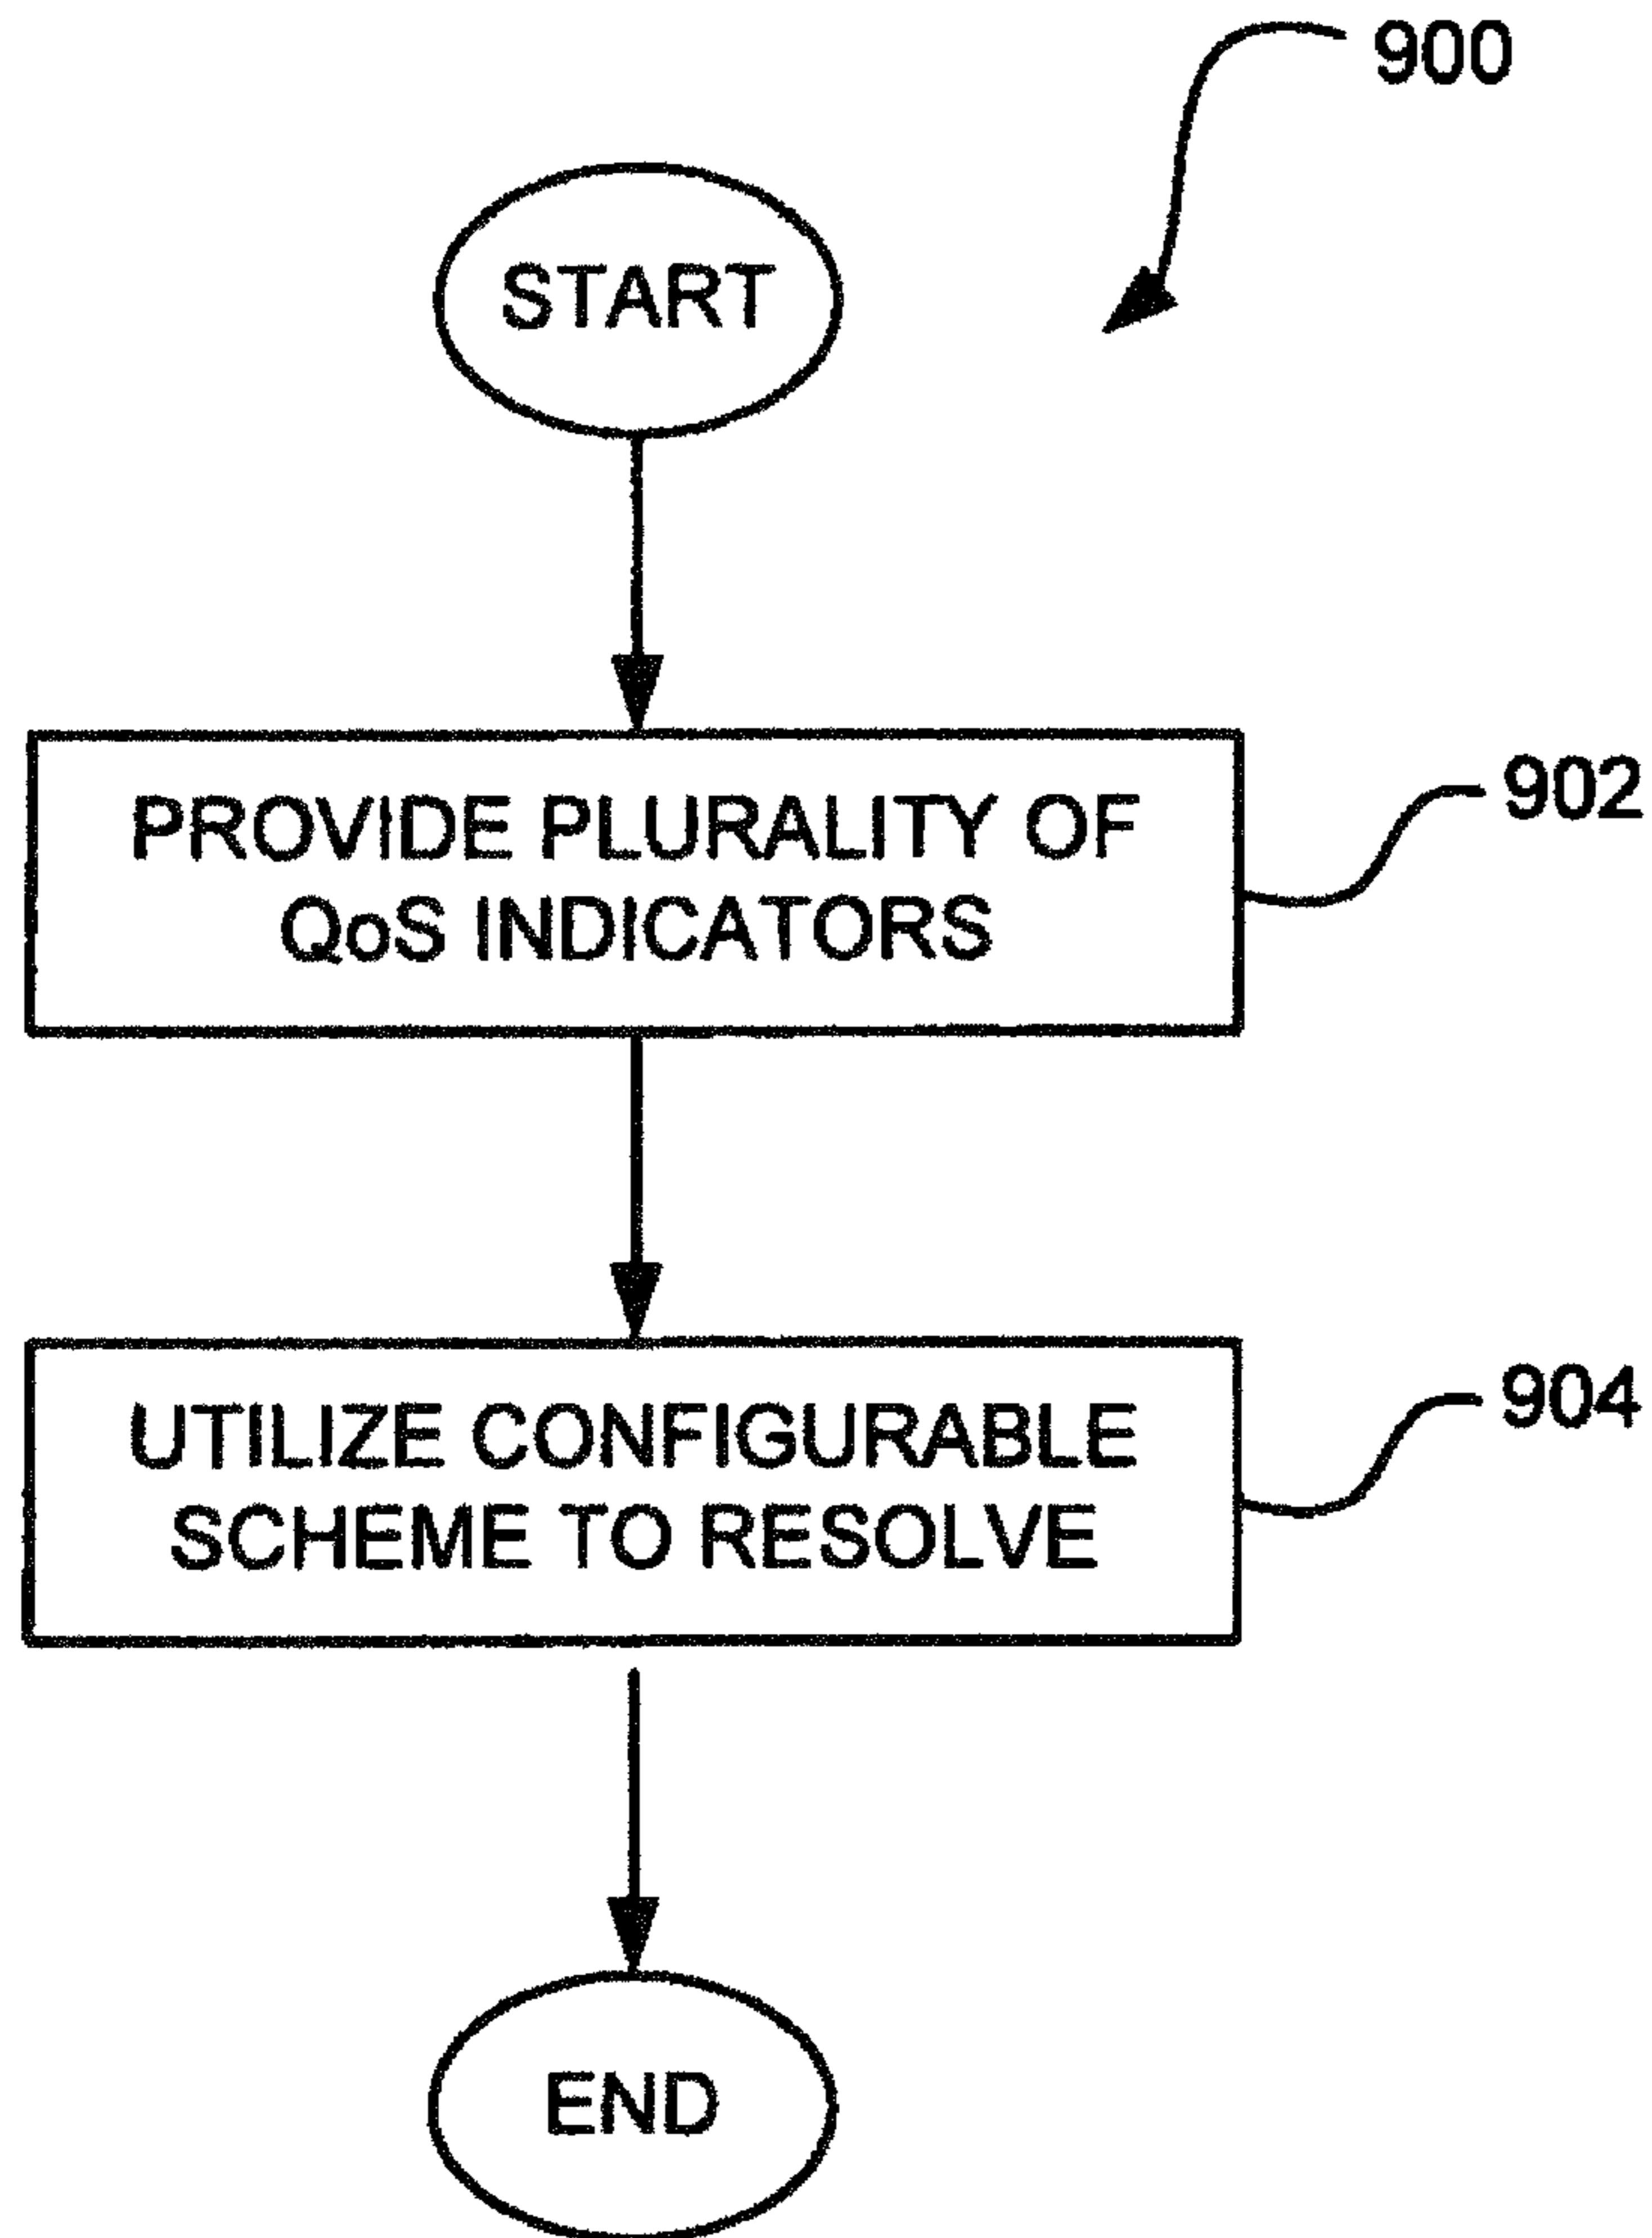 900
START
PROVIDE PLURALITY OF
QoS INDICATORS
902
UTILIZE CONFIGURABLE
SCHEME TO RESOLVE
904
END